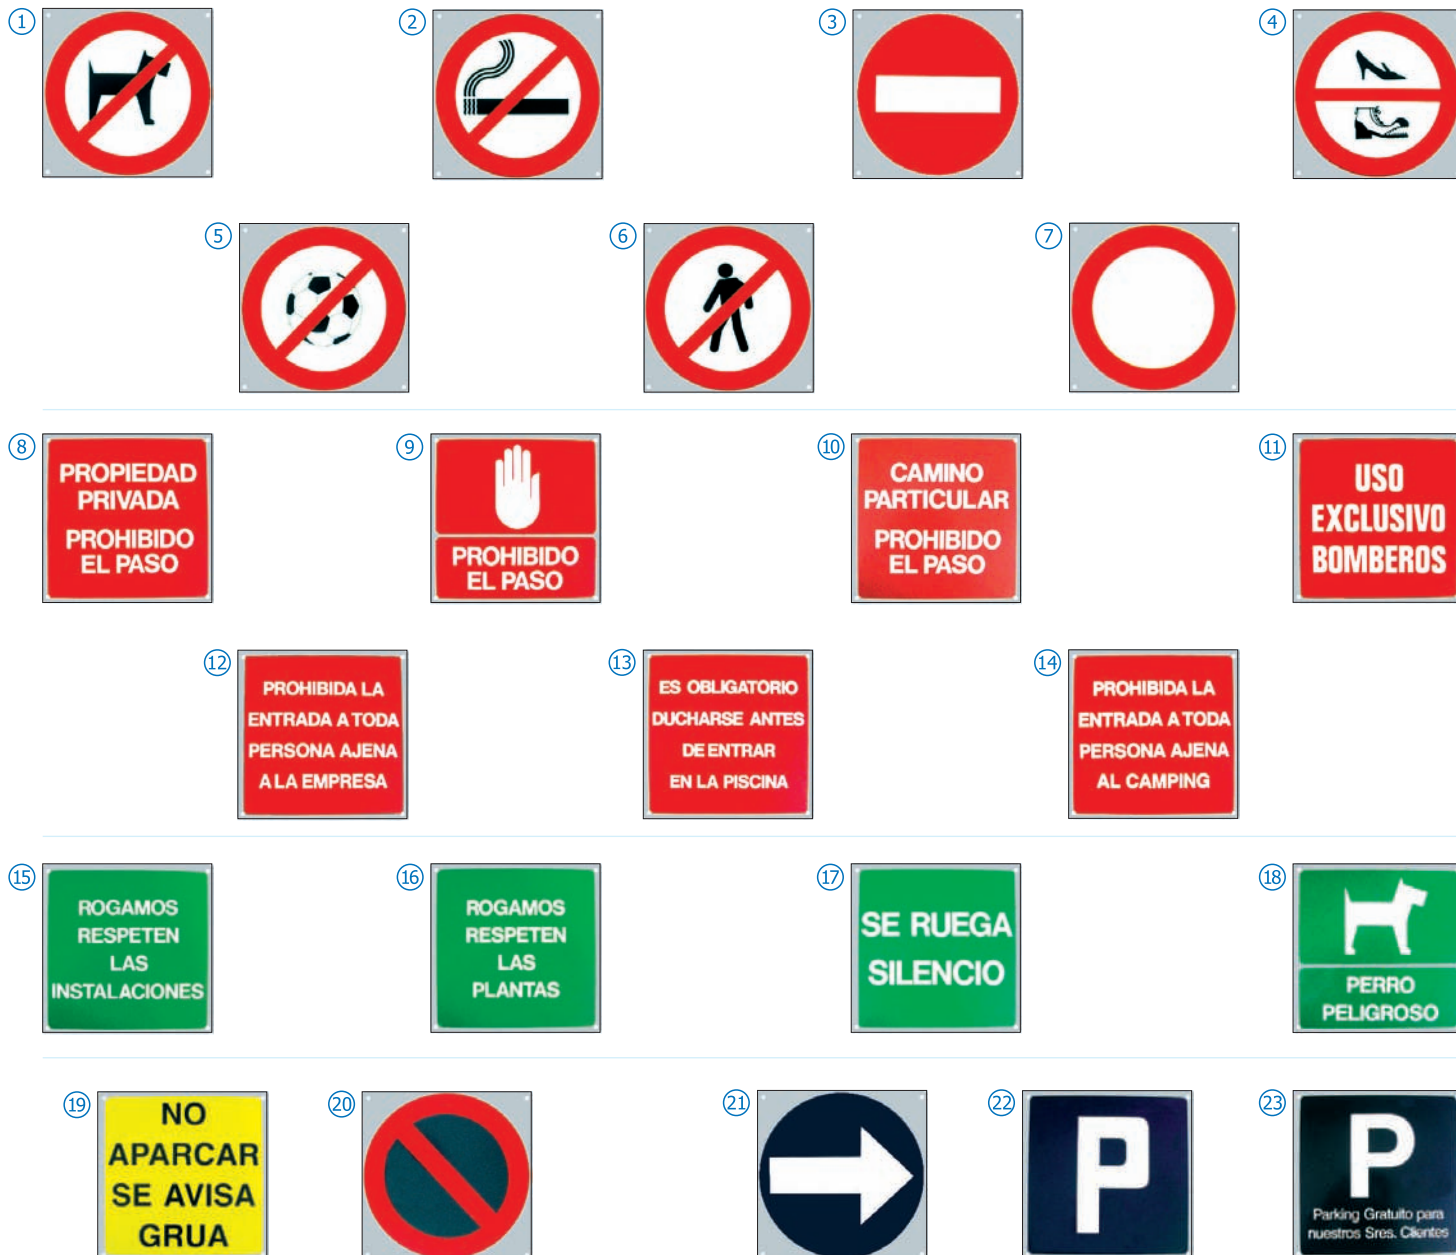 1
2
3
4
5
6
7
8
PROPIEDAD
PRIVADA
PROHIBIDO
EL PASO
9
PROHIBIDO
EL PASO
10
CAMINO
PARTICULAR
PROHIBIDO
EL PASO
11
USO
EXCLUSIVO
BOMBEROS
12
PROHIBIDA LA
ENTRADA A TODA
PERSONA AJENA
A LA EMPRESA
13
ES OBLIGATORIO
DUCHARSE ANTES
DE ENTRAR
EN LA PISCINA
14
PROHIBIDA LA
ENTRADA A TODA
PERSONA AJENA
AL CAMPING
15
ROGAMOS
RESPETEN
LAS
INSTALACIONES
16
ROGAMOS
RESPETEN
LAS
PLANTAS
17
SE RUEGA
SILENCIO
18
PERRO
PELIGROSO
19
NO
APARCAR
SE AVISA
GRUA
20
21
22
P
23
P
Parking Gratuito para
nuestros Sres. Clientes